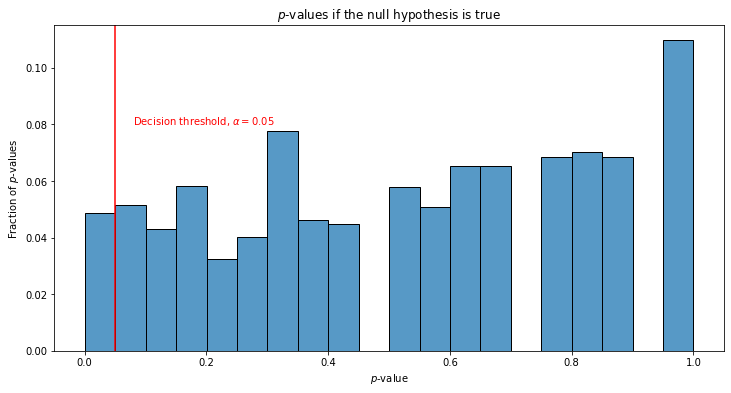 p-values if the null hypothesis is true
Decision threshold, α = 0.05
Fraction of p-values
0.10
0.08
0.06
0.04
0.02
0.00
0.0 0.2 0.4 0.6 0.8 1.0
p-value